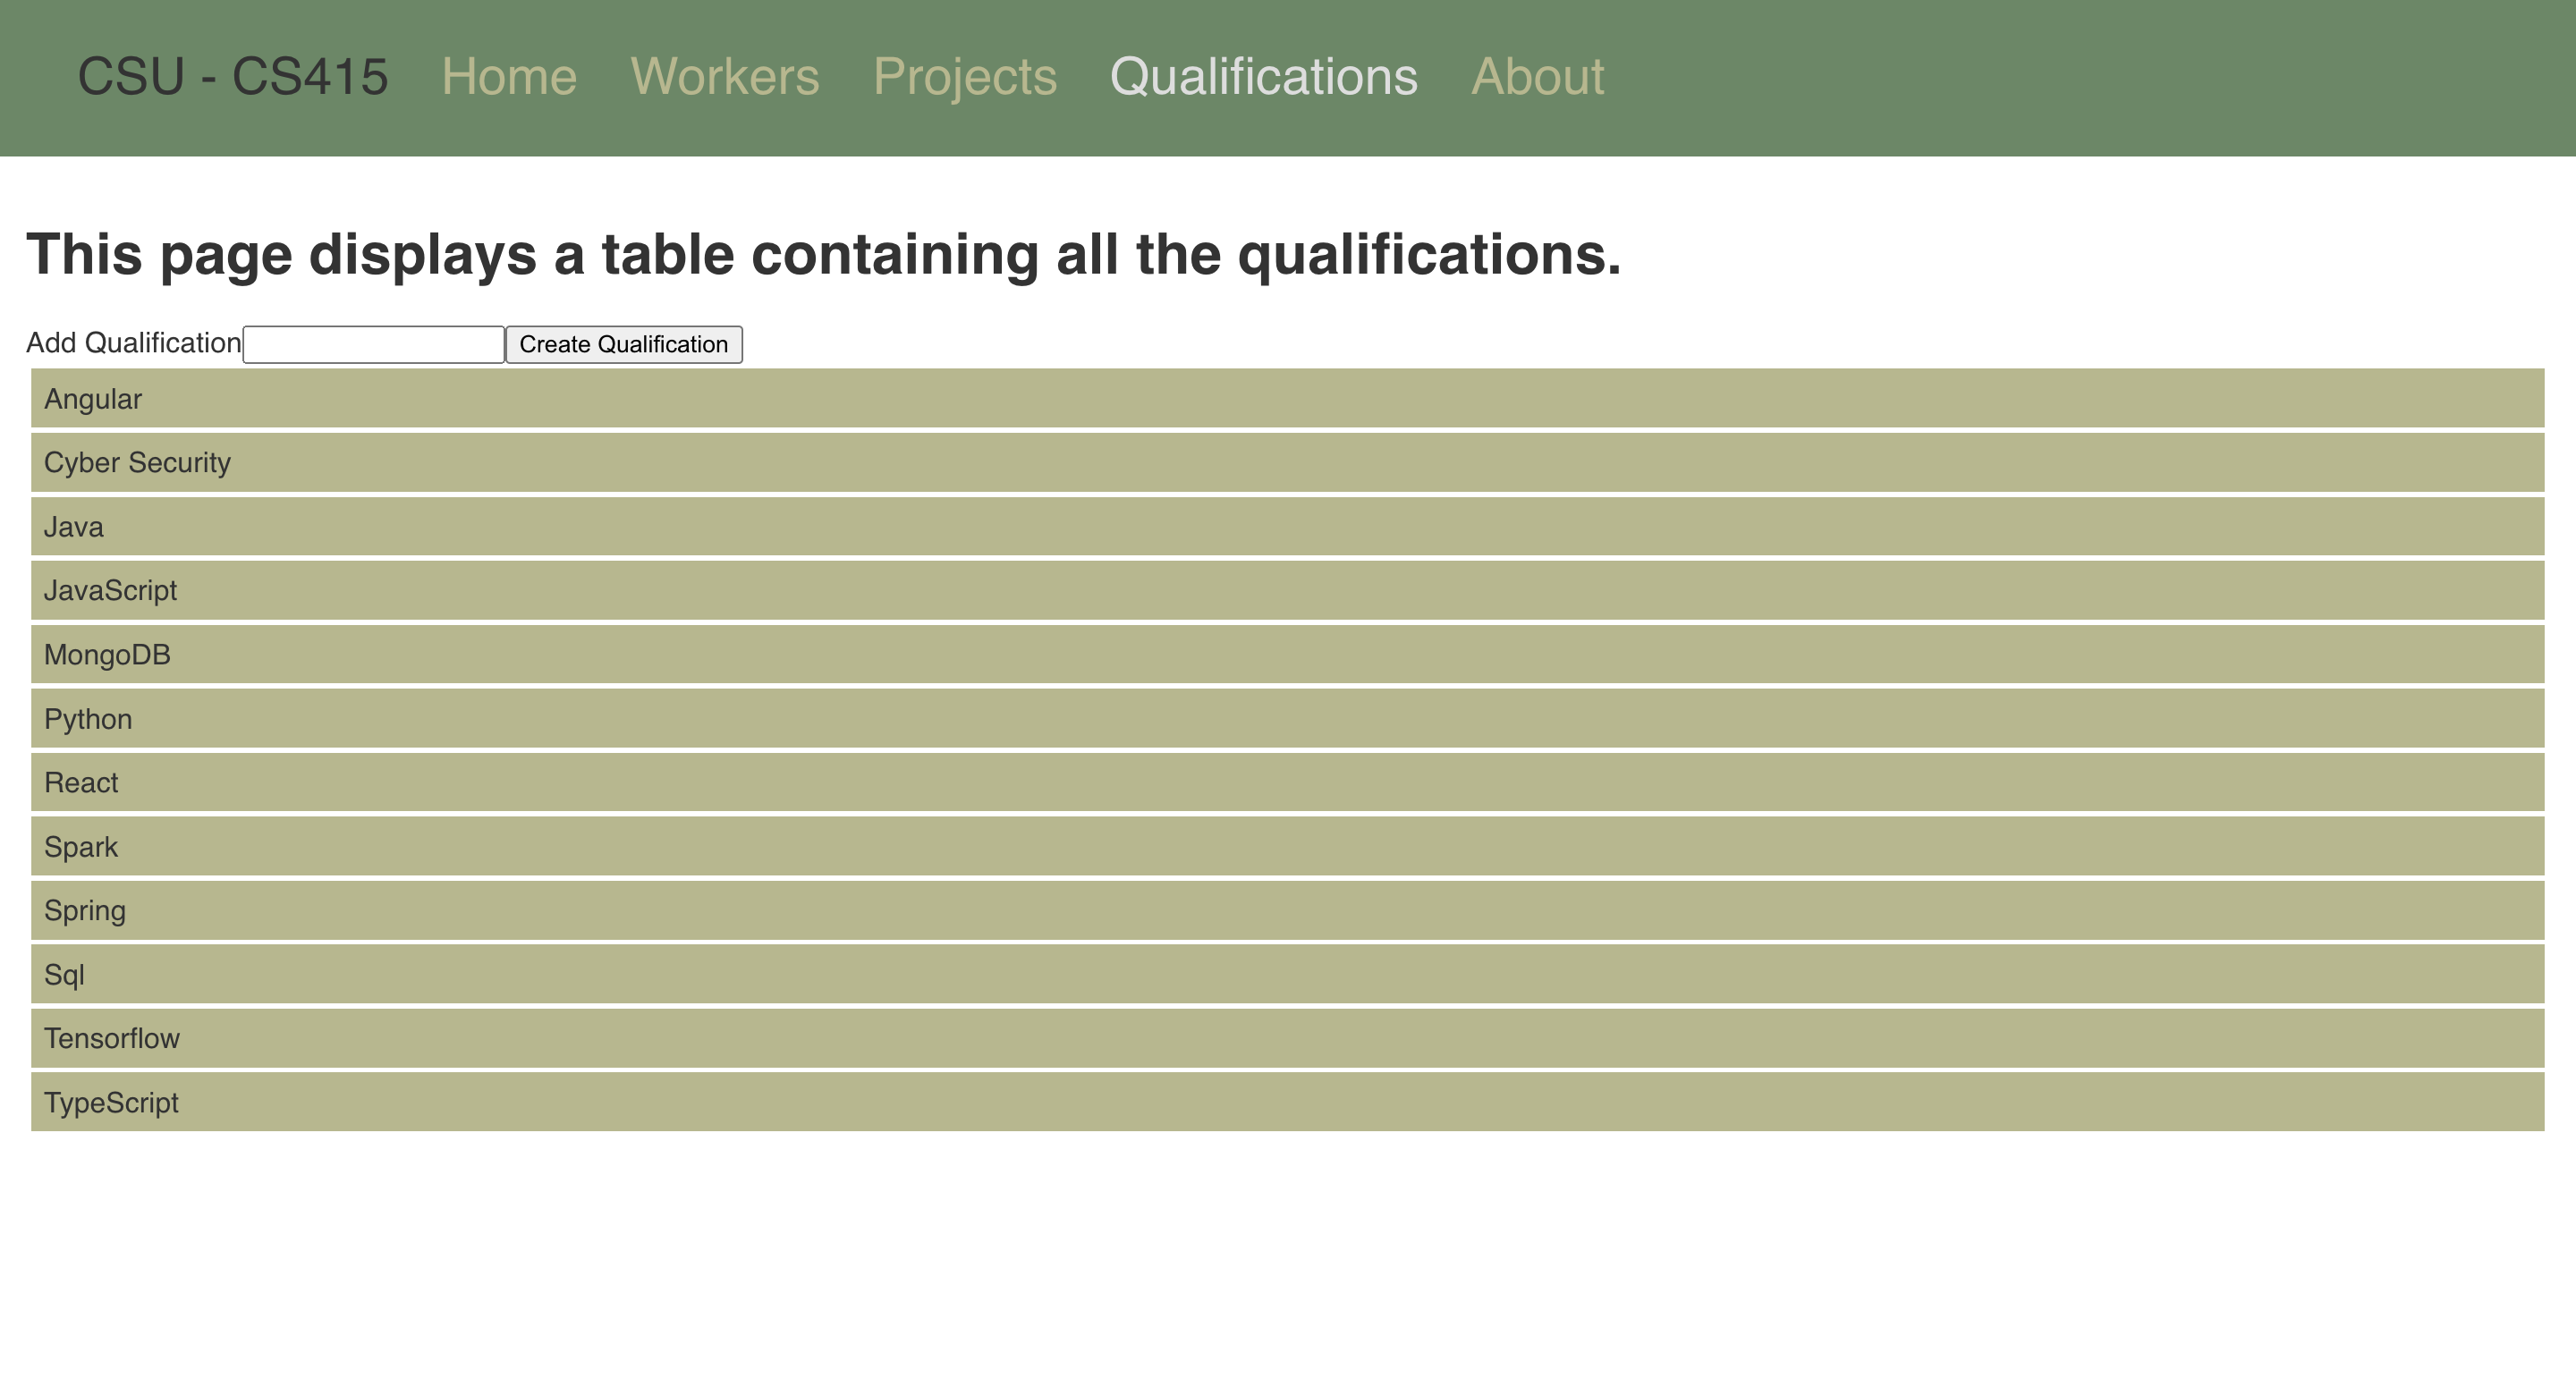 CSU - CS415 Home Workers Projects Qualifications About
This page displays a table containing all the qualifications.
Add Qualification Create Qualification
Angular
Cyber Security
Java
JavaScript
MongoDB
Python
React
Spark
Spring
Sql
Tensorflow
TypeScript